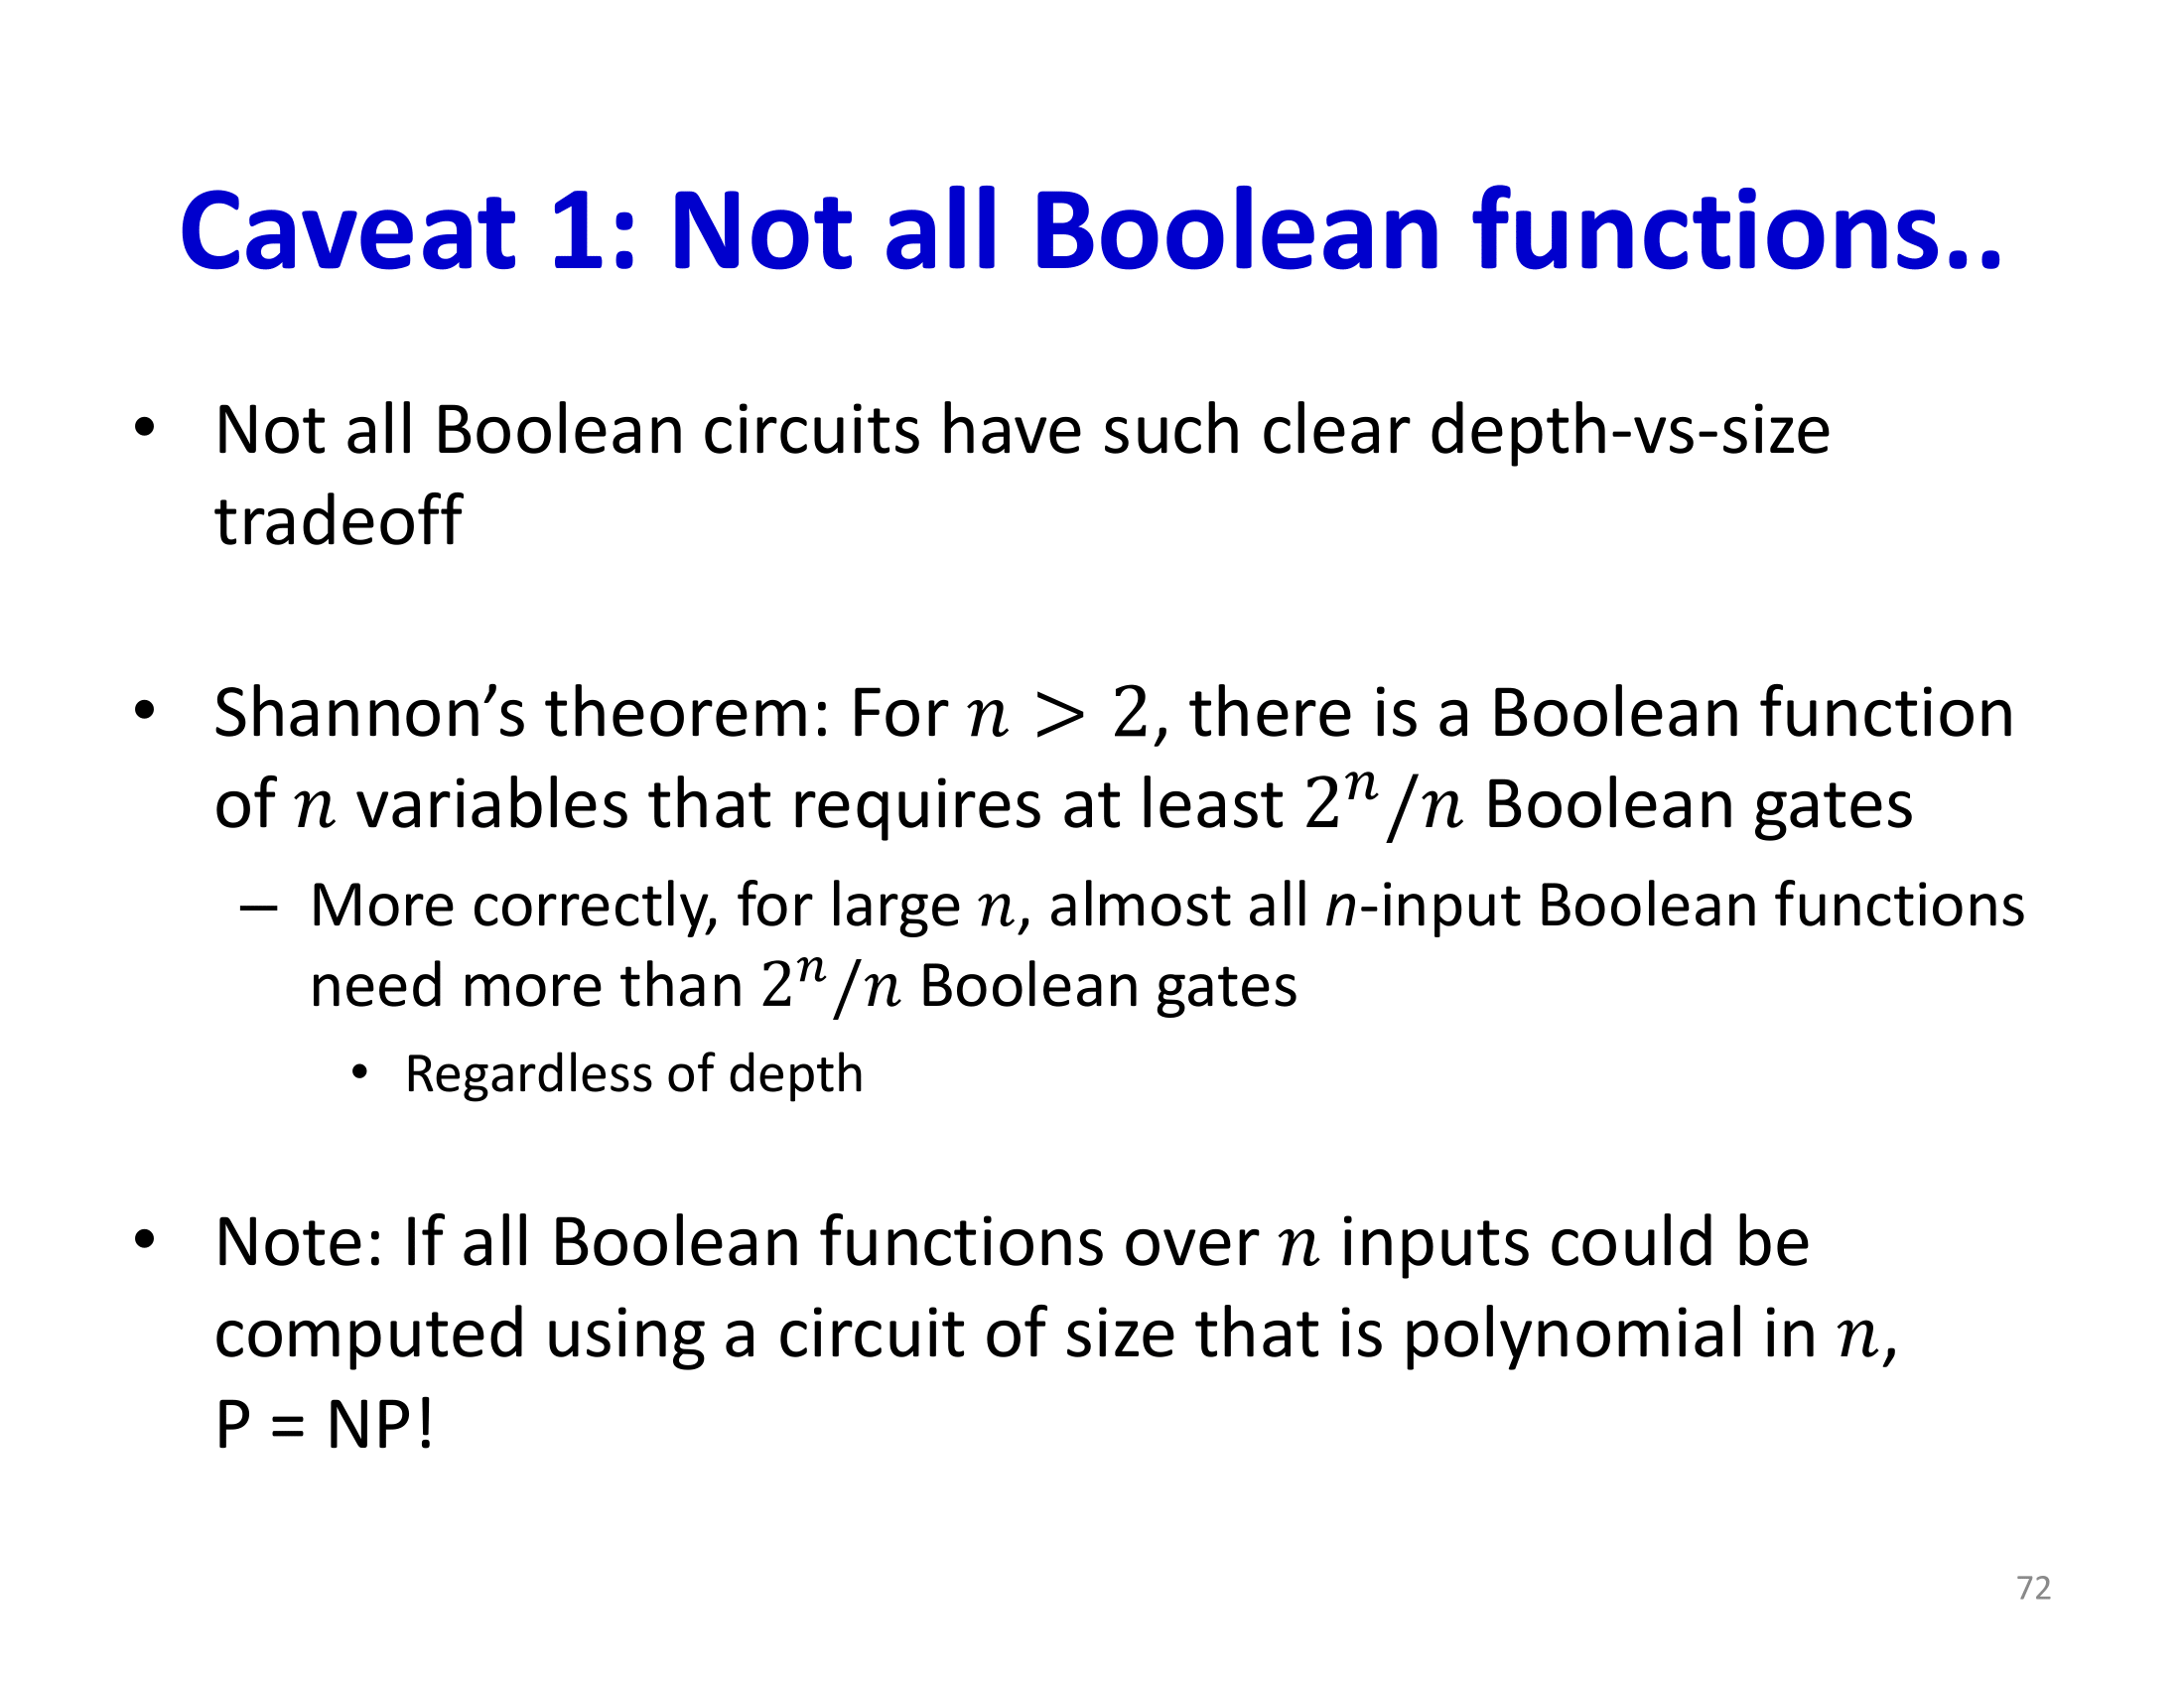 Caveat 1: Not all Boolean functions..
• Not all Boolean circuits have such clear depth-vs-size
tradeoff
• Shannon’s theorem: For 𝑛 > 2, there is a Boolean function
of 𝑛 variables that requires at least 2ⁿ/𝑛 Boolean gates
– More correctly, for large 𝑛, almost all n-input Boolean functions
need more than 2ⁿ/𝑛 Boolean gates
• Regardless of depth
• Note: If all Boolean functions over 𝑛 inputs could be
computed using a circuit of size that is polynomial in 𝑛,
P = NP!
72